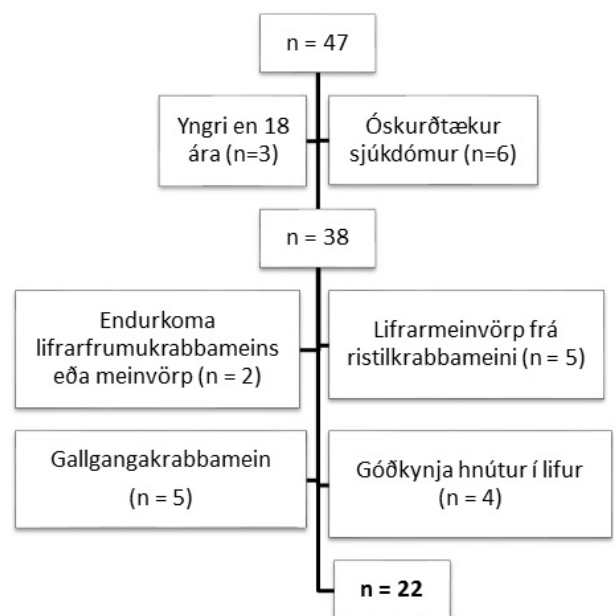 n = 47
Yngri en 18
ára (n=3)
Óskurðtækur
sjúkdómur (n=6)
n = 38
Endurkoma
lifrarfrumukrabbameins
eða meinvörp (n = 2)
Lifrarmeinvörp frá
ristilkrabbameini (n = 5)
Gallgangakrabbamein
(n = 5)
Góðkynja hnútur í lifur
(n = 4)
n = 22